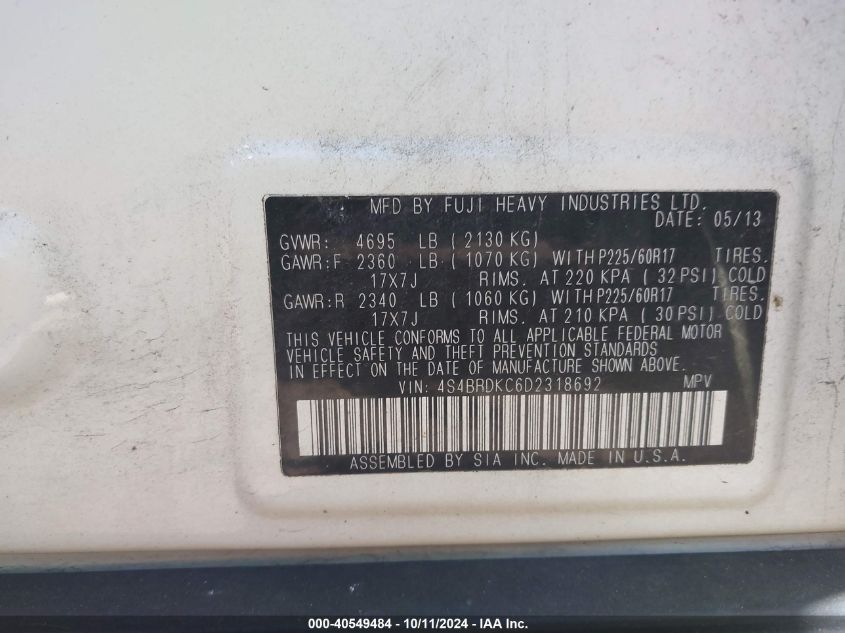 MFD BY FUJI HEAVY INDUSTRIES LTD.
DATE: 05/13
GVWR: 4695 LB ( 2130 KG)
GAWR:F 2360 LB ( 1070 KG) WITH P225/60R17 TIRES.
17X7J RIMS. AT 220 KPA ( 32 PSI) COLD
GAWR:R 2340 LB ( 1060 KG) WITH P225/60R17 TIRES.
17X7J RIMS. AT 210 KPA ( 30 PSI) COLD
THIS VEHICLE CONFORMS TO ALL APPLICABLE FEDERAL MOTOR
VEHICLE SAFETY AND THEFT PREVENTION STANDARDS
IN EFFECT ON THE DATE OF MANUFACTURE SHOWN ABOVE.
VIN: 4S4BRDKC6D2318692 MPV
ASSEMBLED BY SIA INC. MADE IN U.S.A.
000-40549484 - 10/11/2024 - IAA Inc.